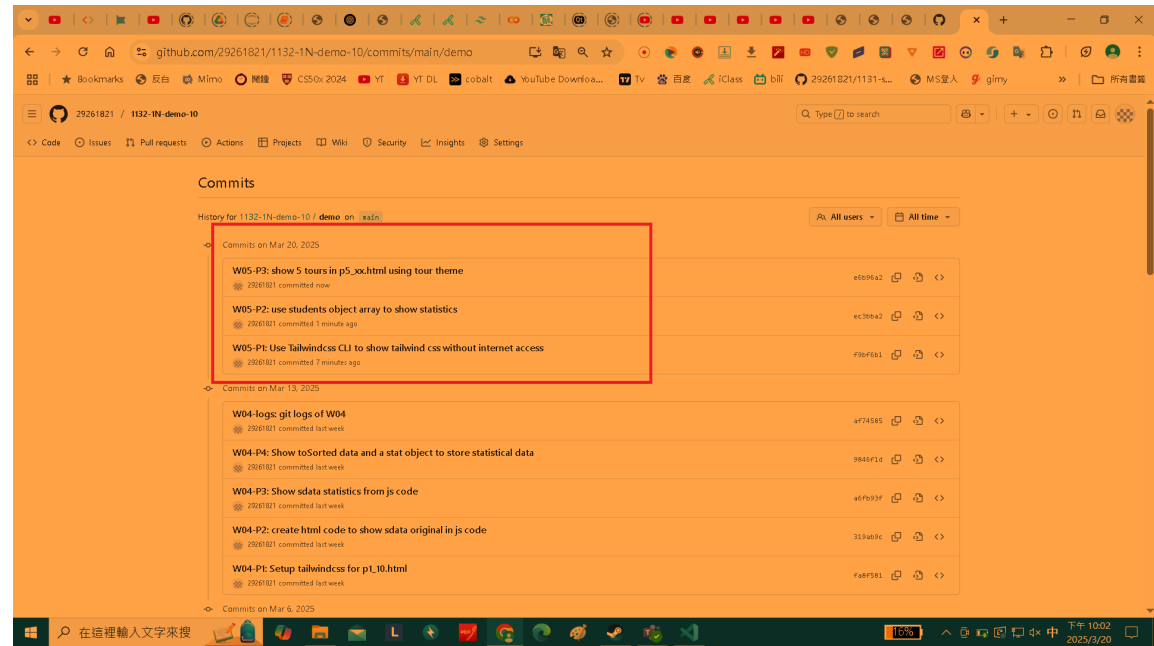 github.com/29261821/1132-1N-demo-10/commits/main/demo
Bookmarks 反白 Mimo 鬧鐘 CS50x 2024 YT YT DL cobalt YouTube Downloa... Tv 百度 iClass bili 29261821/1131-s... MS登人 gimy » 所有書籤
29261821 / 1132-1N-demo-10 Type / to search
Code Issues Pull requests Actions Projects Wiki Security Insights Settings
Commits
History for 1132-1N-demo-10 / demo on main All users All time
Commits on Mar 20, 2025
W05-P3: show 5 tours in p5_xx.html using tour theme
29261821 committed now
e6b96a2
W05-P2: use students object array to show statistics
29261821 committed 1 minute ago
ec3bba2
W05-P1: Use Tailwindcss CLI to show tailwind css without internet access
29261821 committed 7 minutes ago
f9bf6b1
Commits on Mar 13, 2025
W04-logs: git logs of W04
29261821 committed last week
af74585
W04-P4: Show toSorted data and a stat object to store statistical data
29261821 committed last week
9846f1d
W04-P3: Show sdata statistics from js code
29261821 committed last week
a6fb93f
W04-P2: create html code to show sdata original in js code
29261821 committed last week
319ab9c
W04-P1: Setup tailwindcss for p1_10.html
29261821 committed last week
fa8f581
Commits on Mar 6, 2025
在這裡輸入文字來搜 16% 中 下午 10:02
2025/3/20